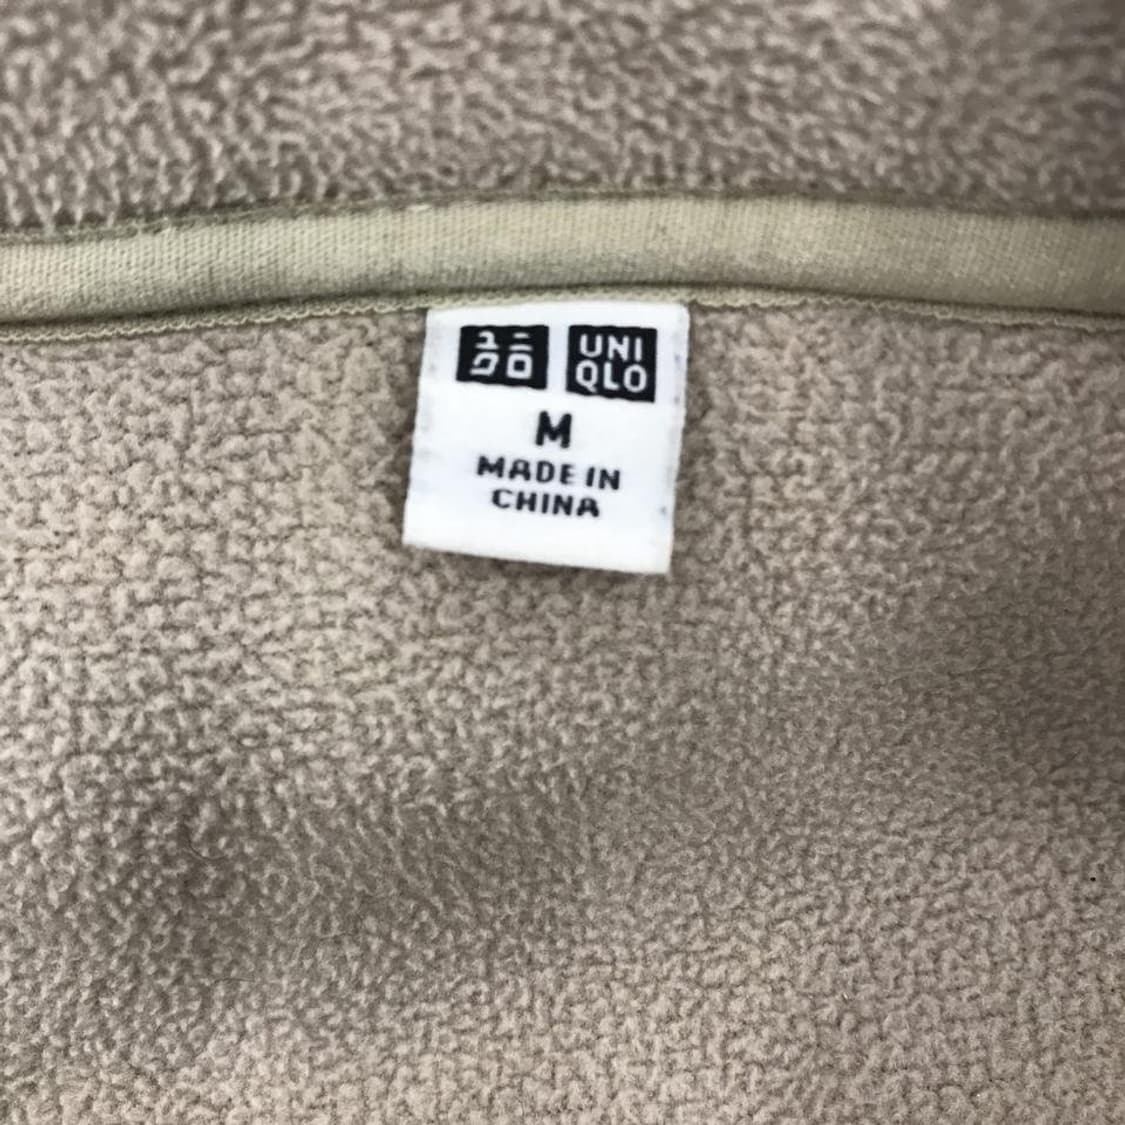 ユニ UNI
クロ QLO
M
MADE IN
CHINA